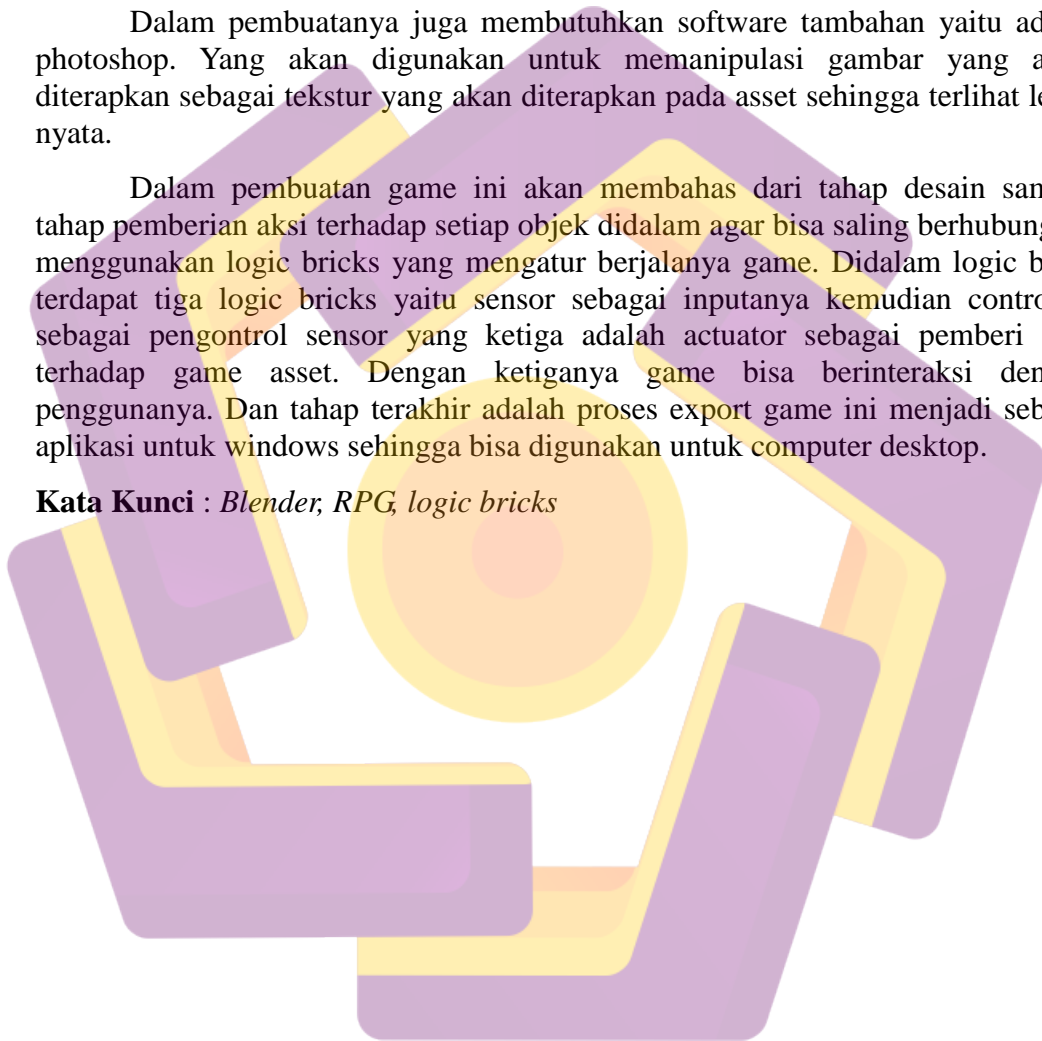 Dalam pembuatanya juga membutuhkan software tambahan yaitu ad
photoshop. Yang akan digunakan untuk memanipulasi gambar yang a
diterapkan sebagai tekstur yang akan diterapkan pada asset sehingga terlihat le
nyata.
Dalam pembuatan game ini akan membahas dari tahap desain sam
tahap pemberian aksi terhadap setiap objek didalam agar bisa saling berhubung
menggunakan logic bricks yang mengatur berjalanya game. Didalam logic b
terdapat tiga logic bricks yaitu sensor sebagai inputanya kemudian contro
sebagai pengontrol sensor yang ketiga adalah actuator sebagai pemberi
terhadap game asset. Dengan ketiganya game bisa berinteraksi den
penggunanya. Dan tahap terakhir adalah proses export game ini menjadi seb
aplikasi untuk windows sehingga bisa digunakan untuk computer desktop.
Kata Kunci : Blender, RPG, logic bricks